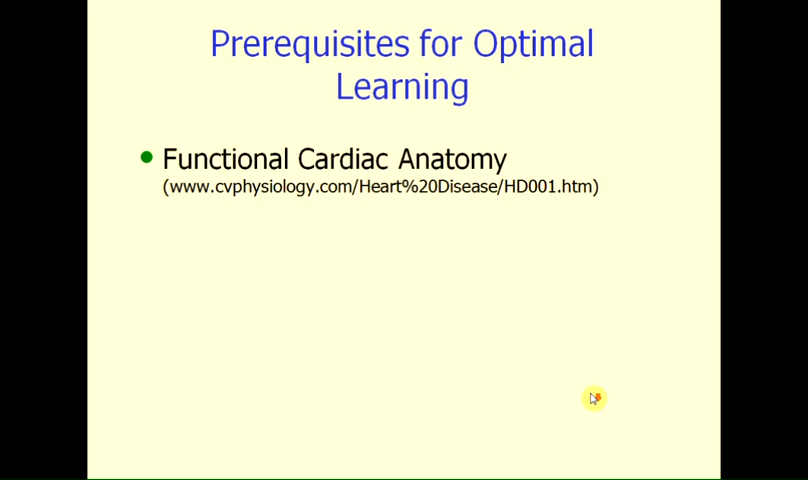 Prerequisites for Optimal
Learning
Functional Cardiac Anatomy
(www.cvphysiology.com/Heart%20Disease/HD001.htm)